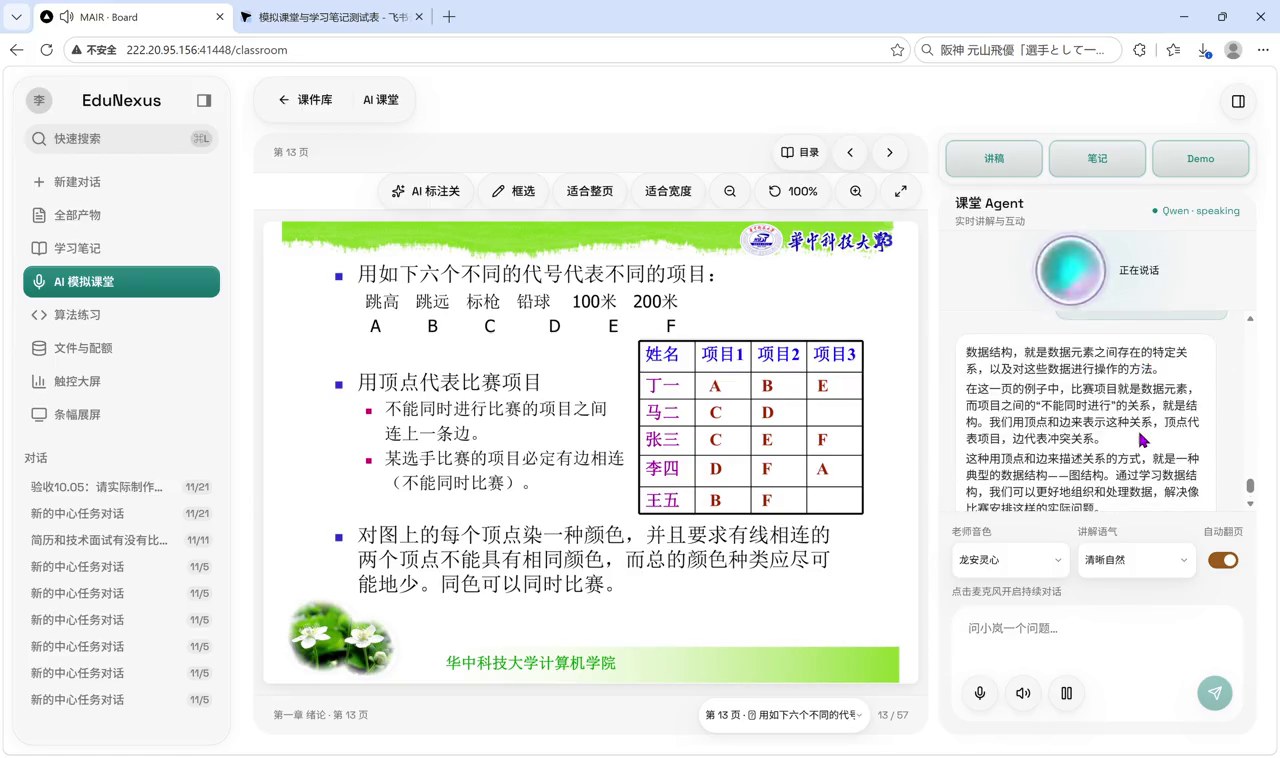 MAIR · Board
模拟课堂与学习笔记测试表 - 飞书
不安全 222.20.95.156:41448/classroom
阪神 元山飛優「選手として一...
李 EduNexus
快速搜索 ⌘L
新建对话
全部产物
学习笔记
AI 模拟课堂
算法练习
文件与配额
触控大屏
条幅展屏
对话
验收10.05：请实际制作... 11/21
新的中心任务对话 11/21
简历和技术面试有没有比... 11/11
新的中心任务对话 11/5
新的中心任务对话 11/5
新的中心任务对话 11/5
新的中心任务对话 11/5
新的中心任务对话 11/5
新的中心任务对话 11/5
课件库 AI 课堂
第 13 页 目录
AI 标注关 框选 适合整页 适合宽度 100%
华中科技大学
用如下六个不同的代号代表不同的项目：
跳高 跳远 标枪 铅球 100米 200米
A B C D E F
用顶点代表比赛项目
不能同时进行比赛的项目之间
连上一条边。
某选手比赛的项目必定有边相连
（不能同时比赛）。
姓名 项目1 项目2 项目3
丁一 A B E
马二 C D
张三 C E F
李四 D F A
王五 B F
对图上的每个顶点染一种颜色，并且要求有线相连的
两个顶点不能具有相同颜色，而总的颜色种类应尽可
能地少。同色可以同时比赛。
华中科技大学计算机学院
第一章 绪论 · 第 13 页
第 13 页 · 用如下六个不同的代号
13 / 57
讲稿 笔记 Demo
课堂 Agent
实时讲解与互动
Qwen · speaking
正在说话
数据结构，就是数据元素之间存在的特定关
系，以及对这些数据进行操作的方法。
在这一页的例子中，比赛项目就是数据元素，
而项目之间的“不能同时进行”的关系，就是结
构。我们用顶点和边来表示这种关系，顶点代
表项目，边代表冲突关系。
这种用顶点和边来描述关系的方式，就是一种
典型的数据结构——图结构。通过学习数据结
构，我们可以更好地组织和处理数据，解决像
比赛安排这样的实际问题。
老师音色 讲解语气 自动翻页
龙安灵心 清晰自然
点击麦克风开启持续对话
问小岚一个问题...